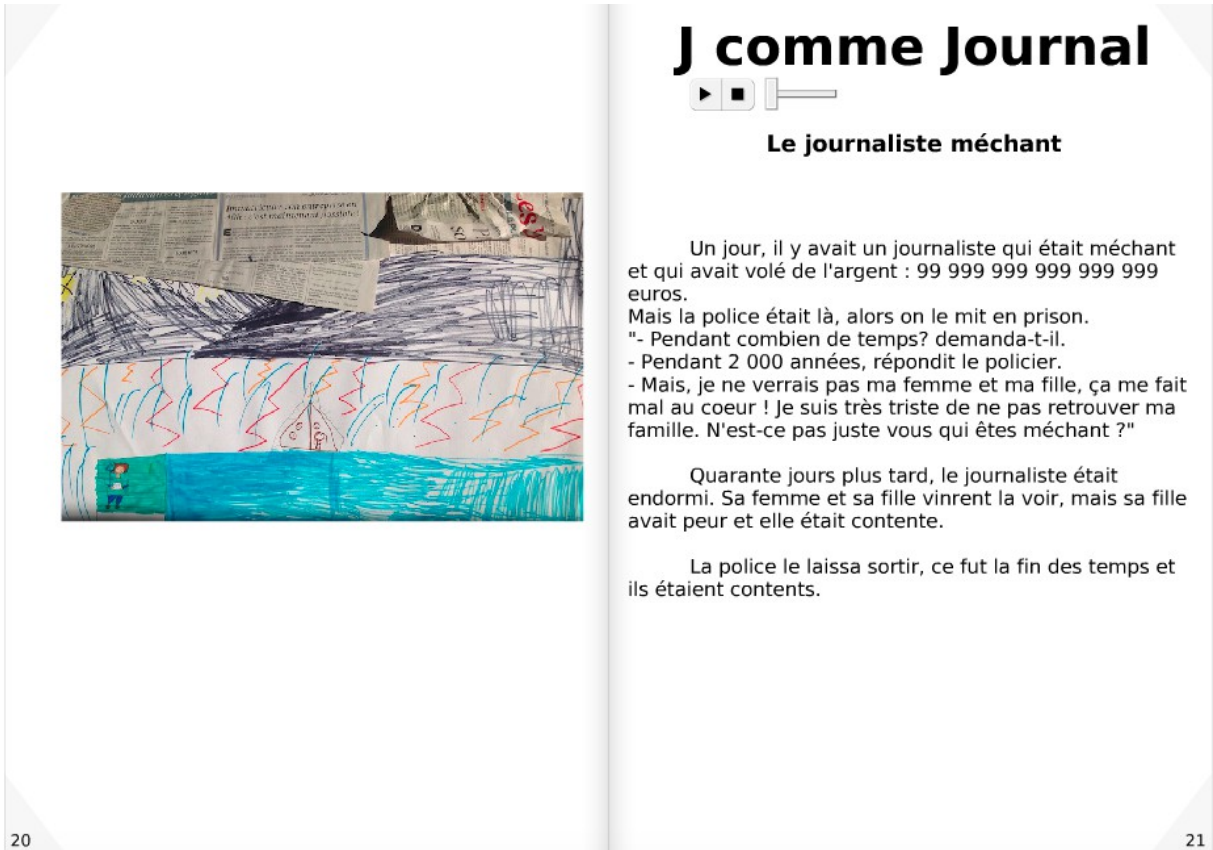 J comme Journal
Le journaliste méchant
Un jour, il y avait un journaliste qui était méchant
et qui avait volé de l'argent : 99 999 999 999 999 999
euros.
Mais la police était là, alors on le mit en prison.
"- Pendant combien de temps? demanda-t-il.
- Pendant 2 000 années, répondit le policier.
- Mais, je ne verrais pas ma femme et ma fille, ça me fait
mal au coeur ! Je suis très triste de ne pas retrouver ma
famille. N'est-ce pas juste vous qui êtes méchant ?"
Quarante jours plus tard, le journaliste était
endormi. Sa femme et sa fille vinrent la voir, mais sa fille
avait peur et elle était contente.
La police le laissa sortir, ce fut la fin des temps et
ils étaient contents.
20
21